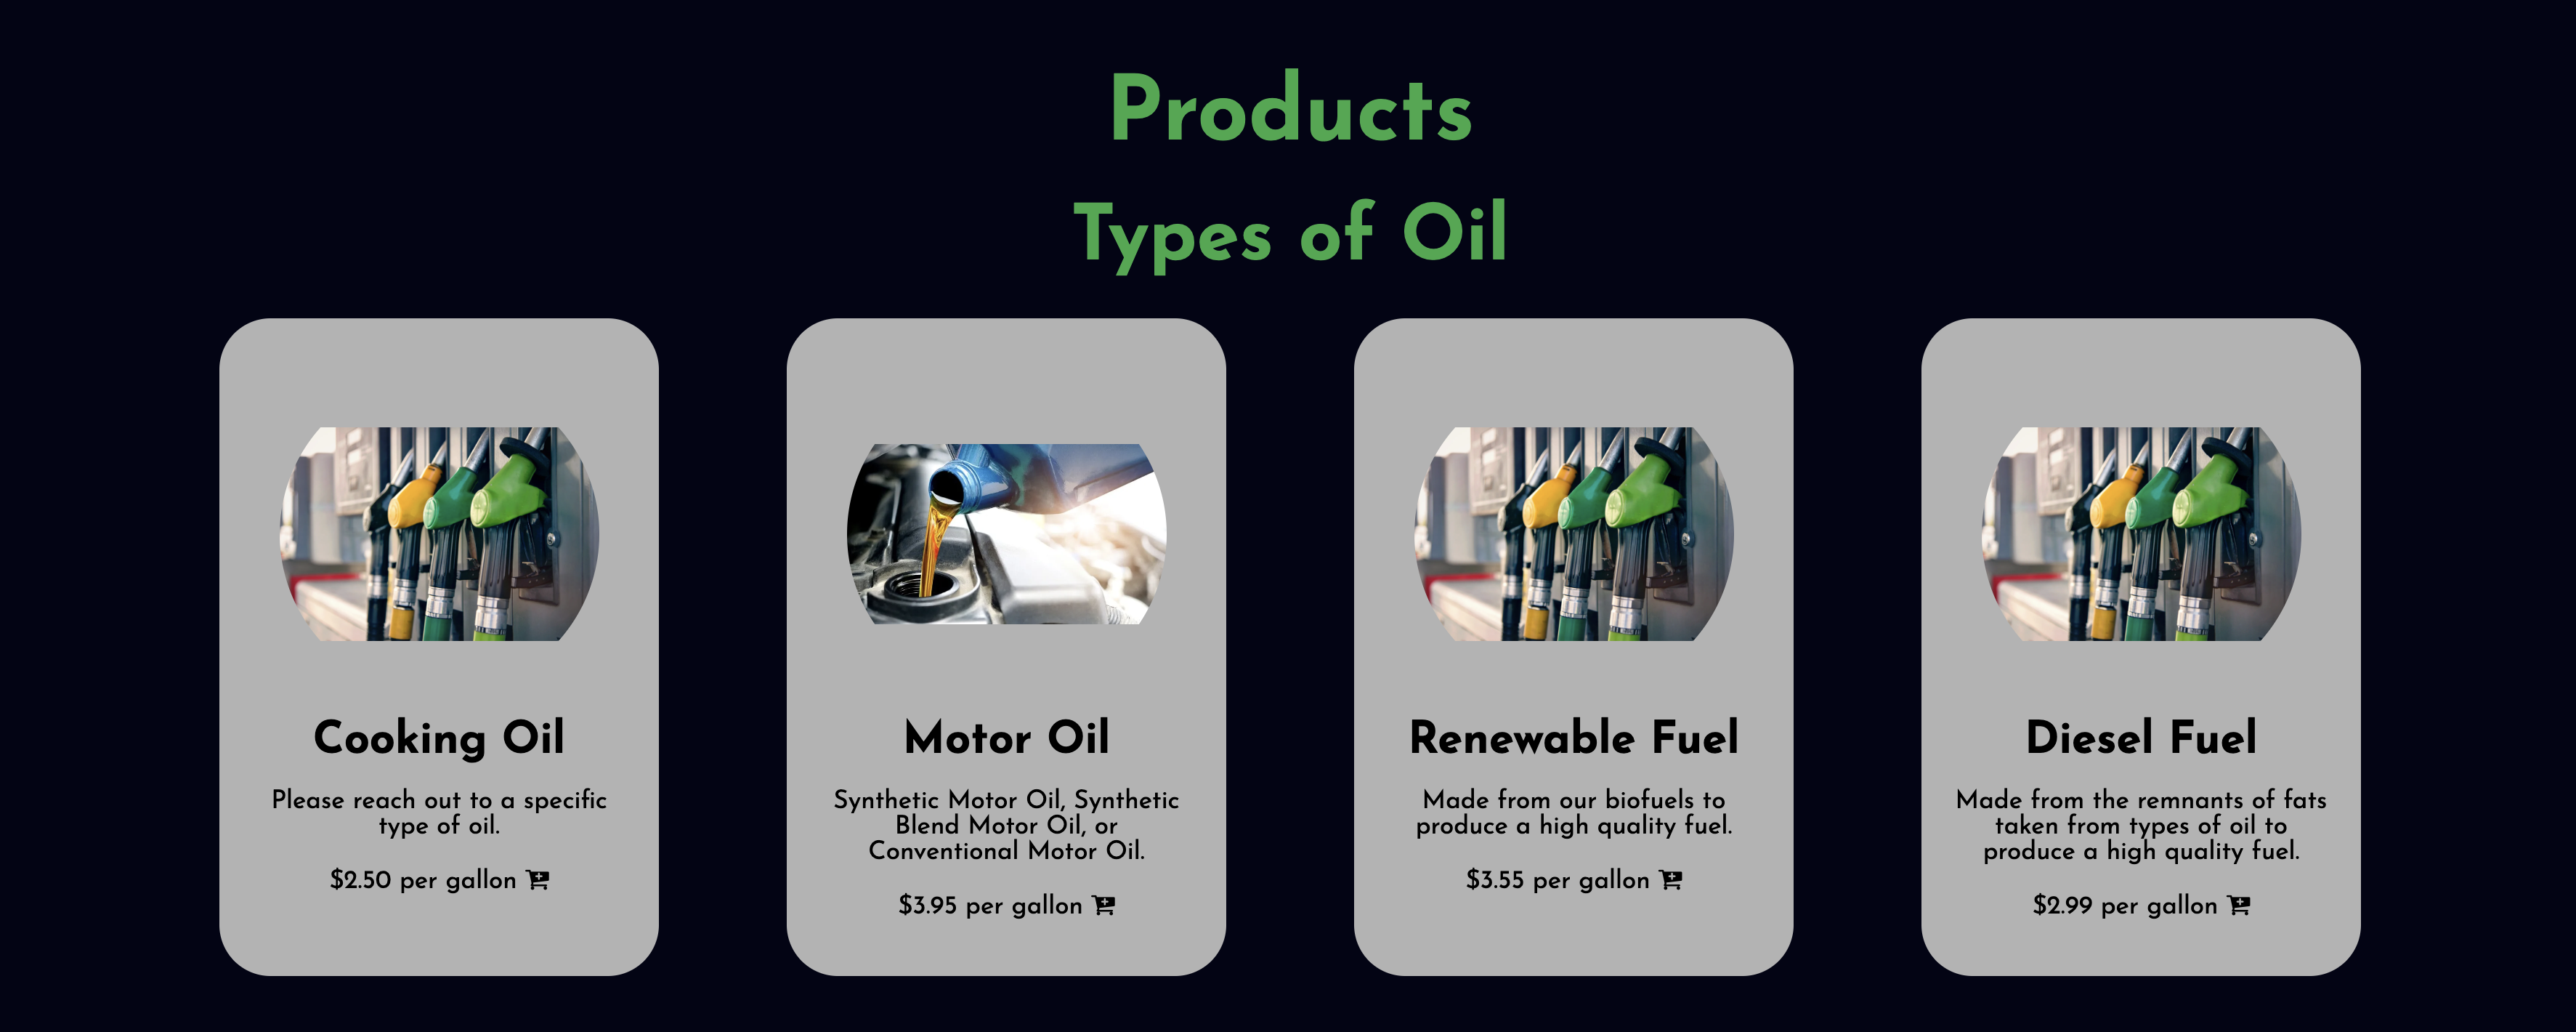 Products
Types of Oil
Cooking Oil
Please reach out to a specific
type of oil.
$2.50 per gallon
Motor Oil
Synthetic Motor Oil, Synthetic
Blend Motor Oil, or
Conventional Motor Oil.
$3.95 per gallon
Renewable Fuel
Made from our biofuels to
produce a high quality fuel.
$3.55 per gallon
Diesel Fuel
Made from the remnants of fats
taken from types of oil to
produce a high quality fuel.
$2.99 per gallon